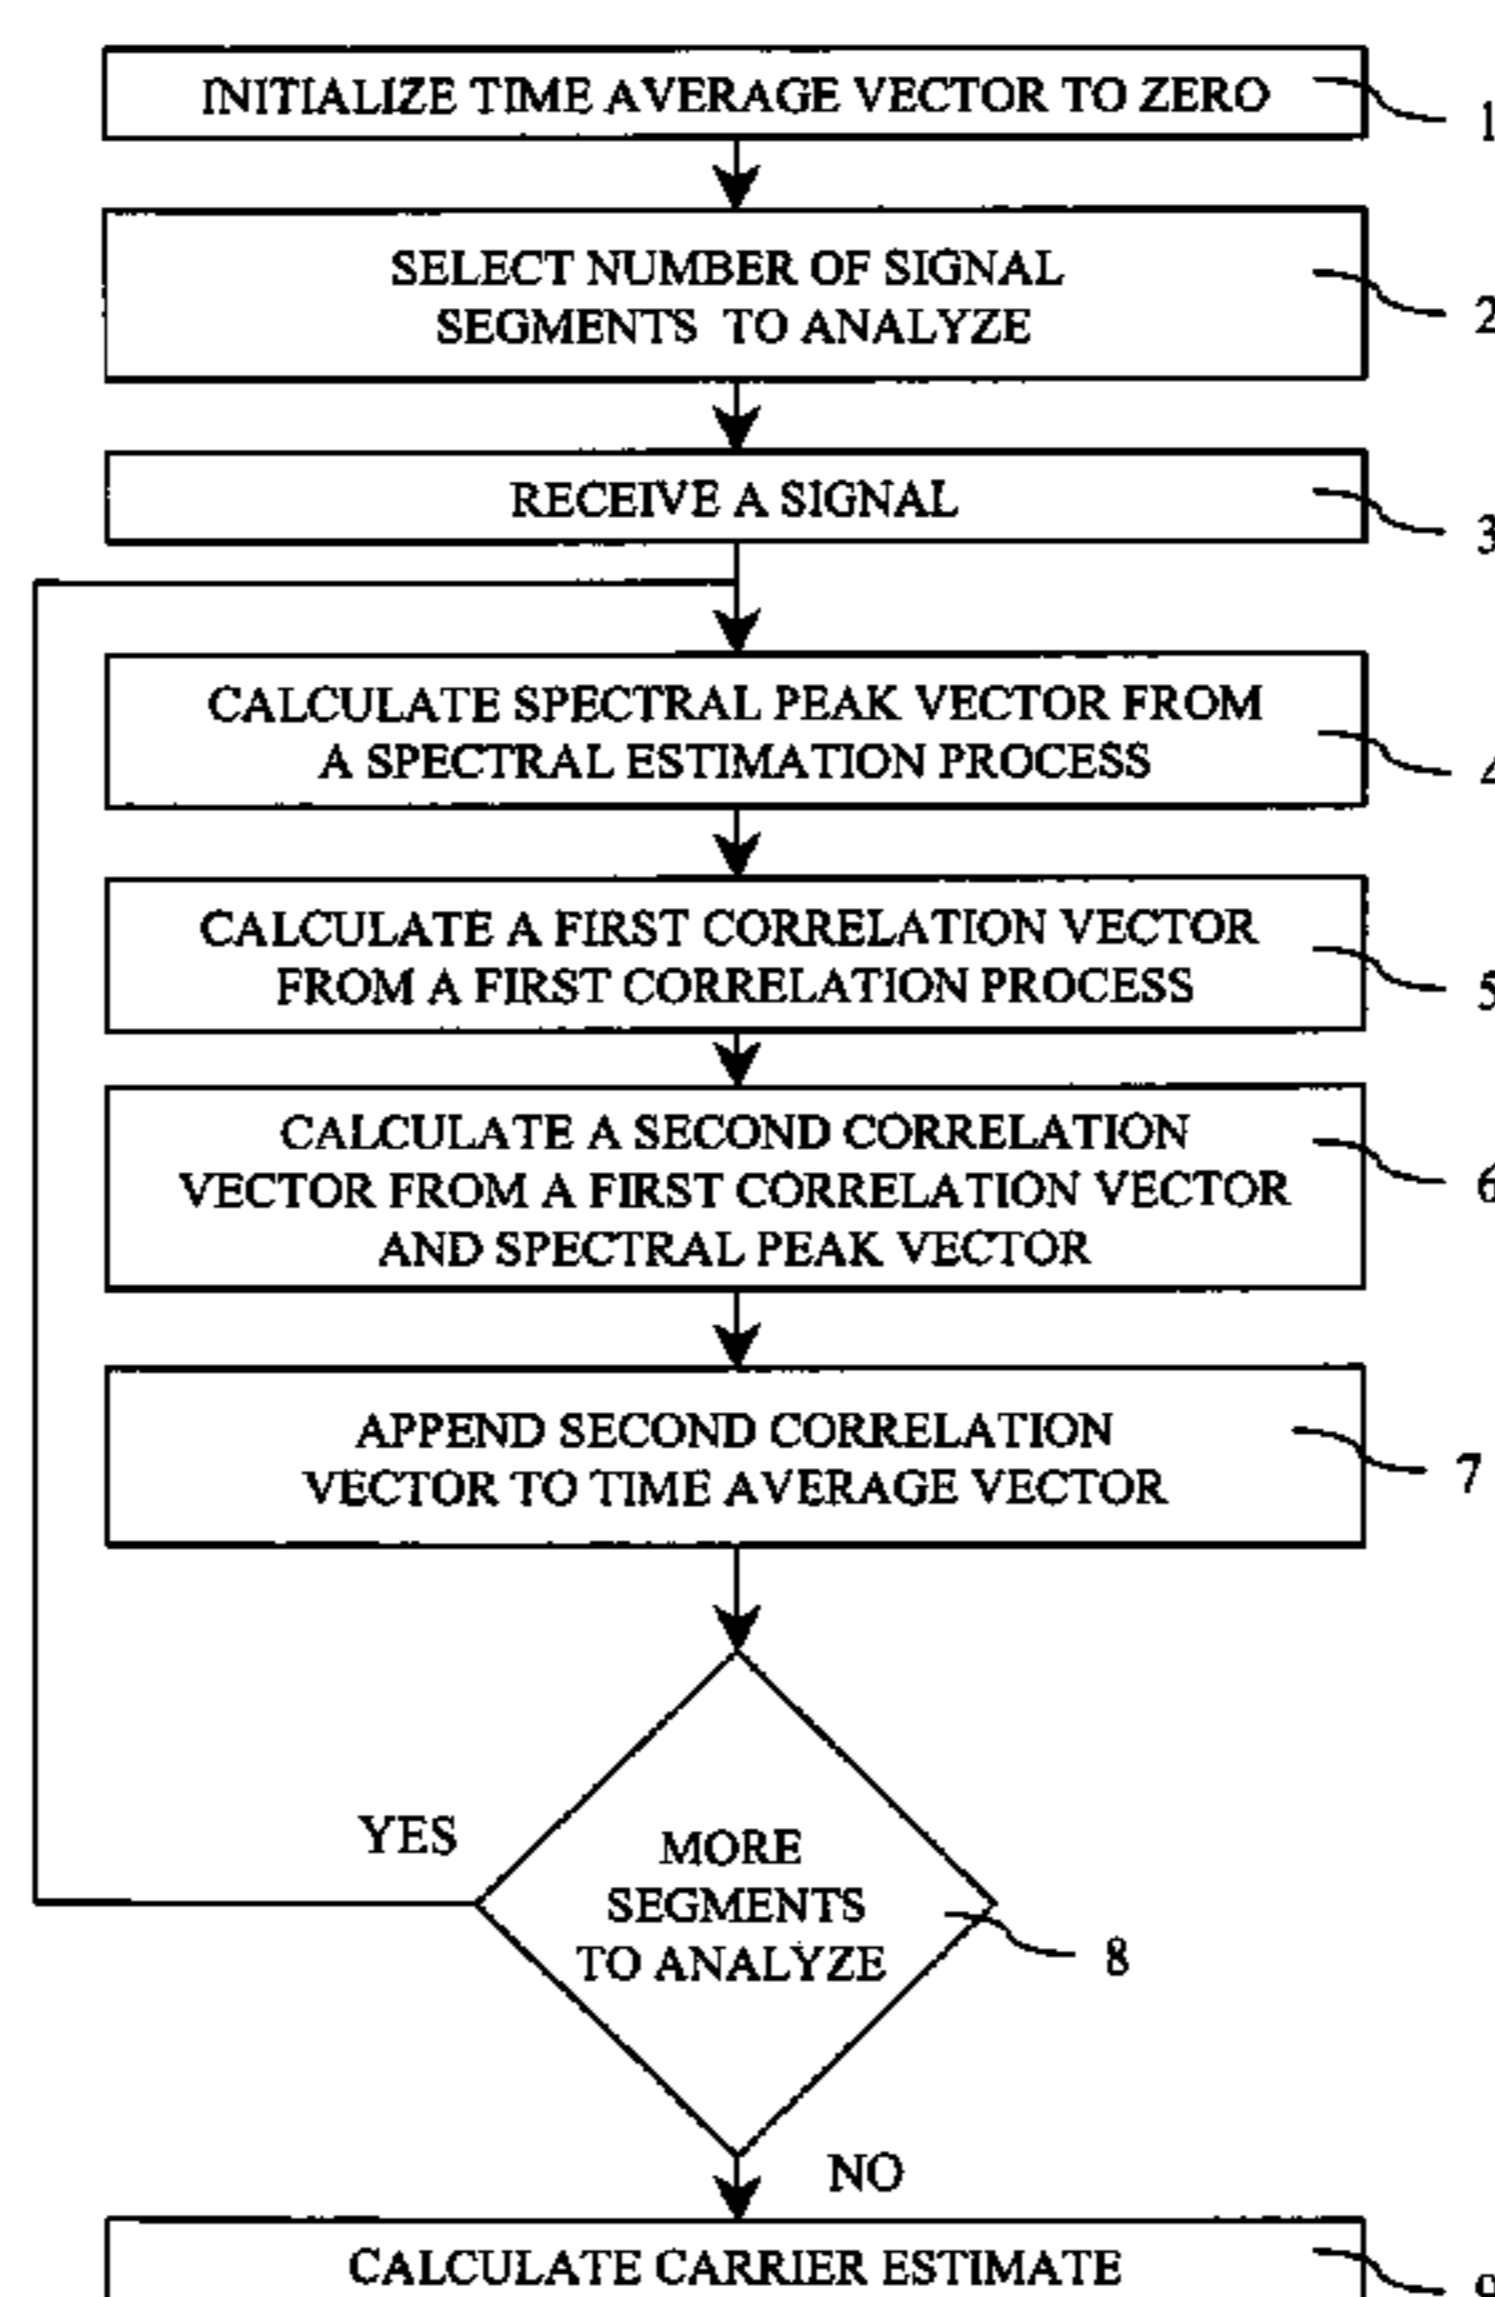 INITIALIZE TIME AVERAGE VECTOR TO ZERO
1
SELECT NUMBER OF SIGNAL
SEGMENTS TO ANALYZE
2
RECEIVE A SIGNAL
3
CALCULATE SPECTRAL PEAK VECTOR FROM
A SPECTRAL ESTIMATION PROCESS
4
CALCULATE A FIRST CORRELATION VECTOR
FROM A FIRST CORRELATION PROCESS
5
CALCULATE A SECOND CORRELATION
VECTOR FROM A FIRST CORRELATION VECTOR
AND SPECTRAL PEAK VECTOR
6
APPEND SECOND CORRELATION
VECTOR TO TIME AVERAGE VECTOR
7
YES
MORE
SEGMENTS
TO ANALYZE
8
NO
CALCULATE CARRIER ESTIMATE
9